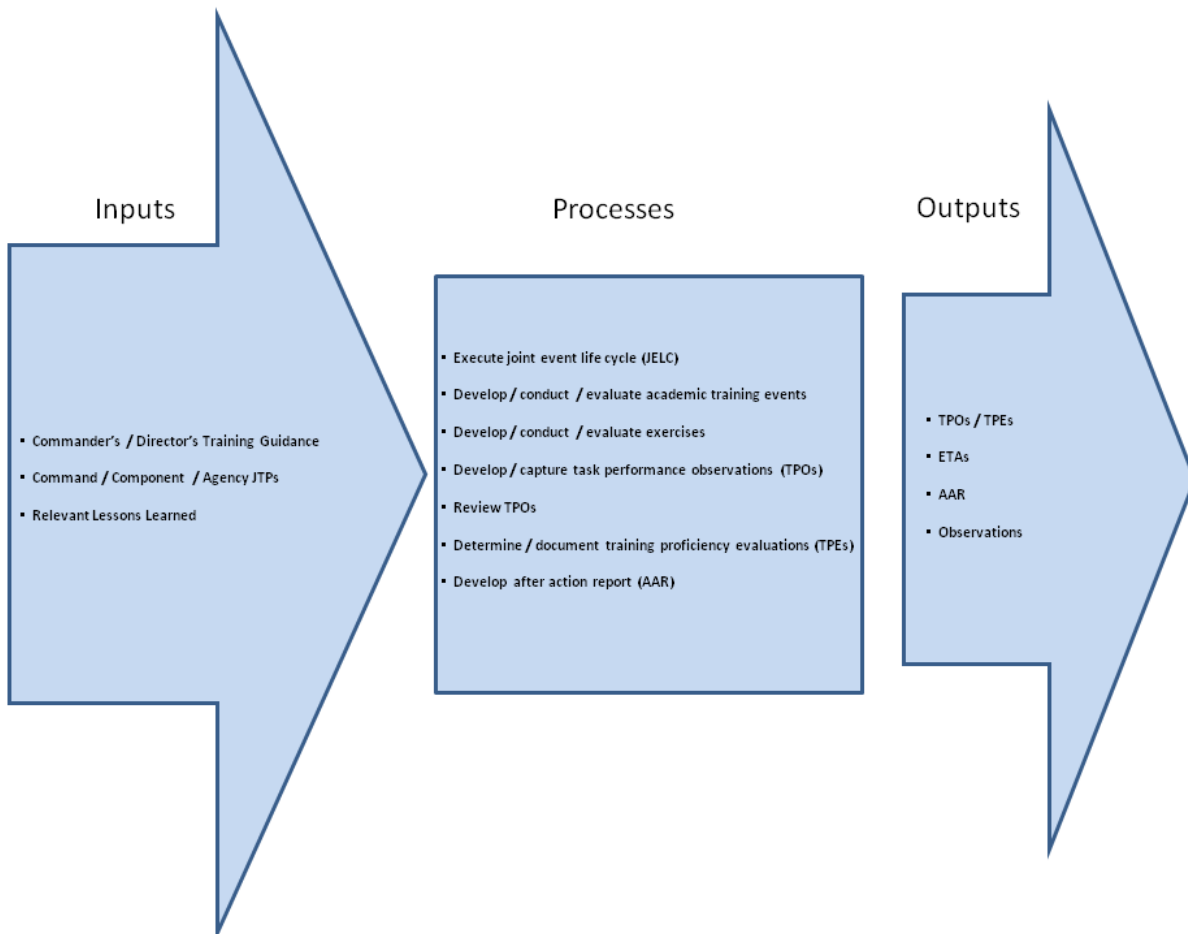 Inputs
Processes
Outputs
▪ Commander's / Director's Training Guidance
▪ Command / Component / Agency JTPs
▪ Relevant Lessons Learned
▪ Execute joint event life cycle (JELC)
▪ Develop / conduct / evaluate academic training events
▪ Develop / conduct / evaluate exercises
▪ Develop / capture task performance observations (TPOs)
▪ Review TPOs
▪ Determine / document training proficiency evaluations (TPEs)
▪ Develop after action report (AAR)
▪ TPOs / TPEs
▪ ETAs
▪ AAR
▪ Observations